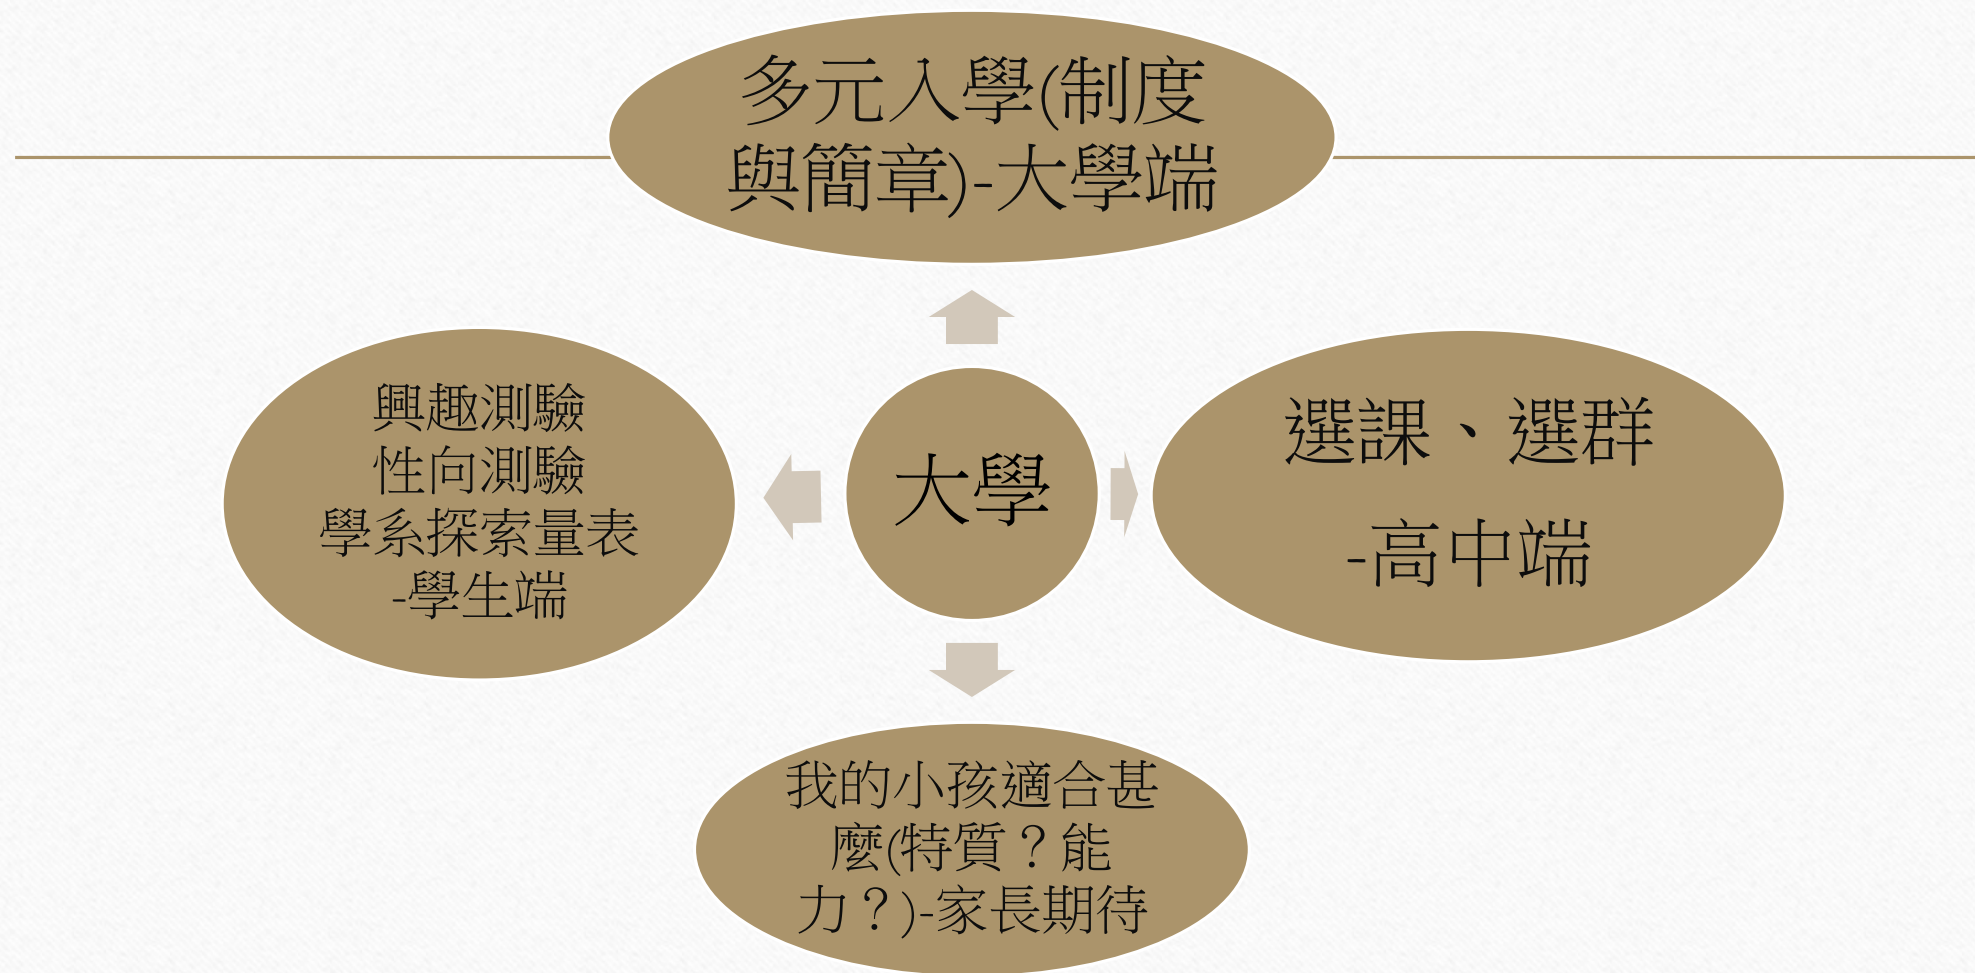 多元入學(制度
與簡章)-大學端
興趣測驗
性向測驗
學系探索量表
-學生端
大學
選課、選群
-高中端
我的小孩適合甚
麼(特質？能
力？)-家長期待